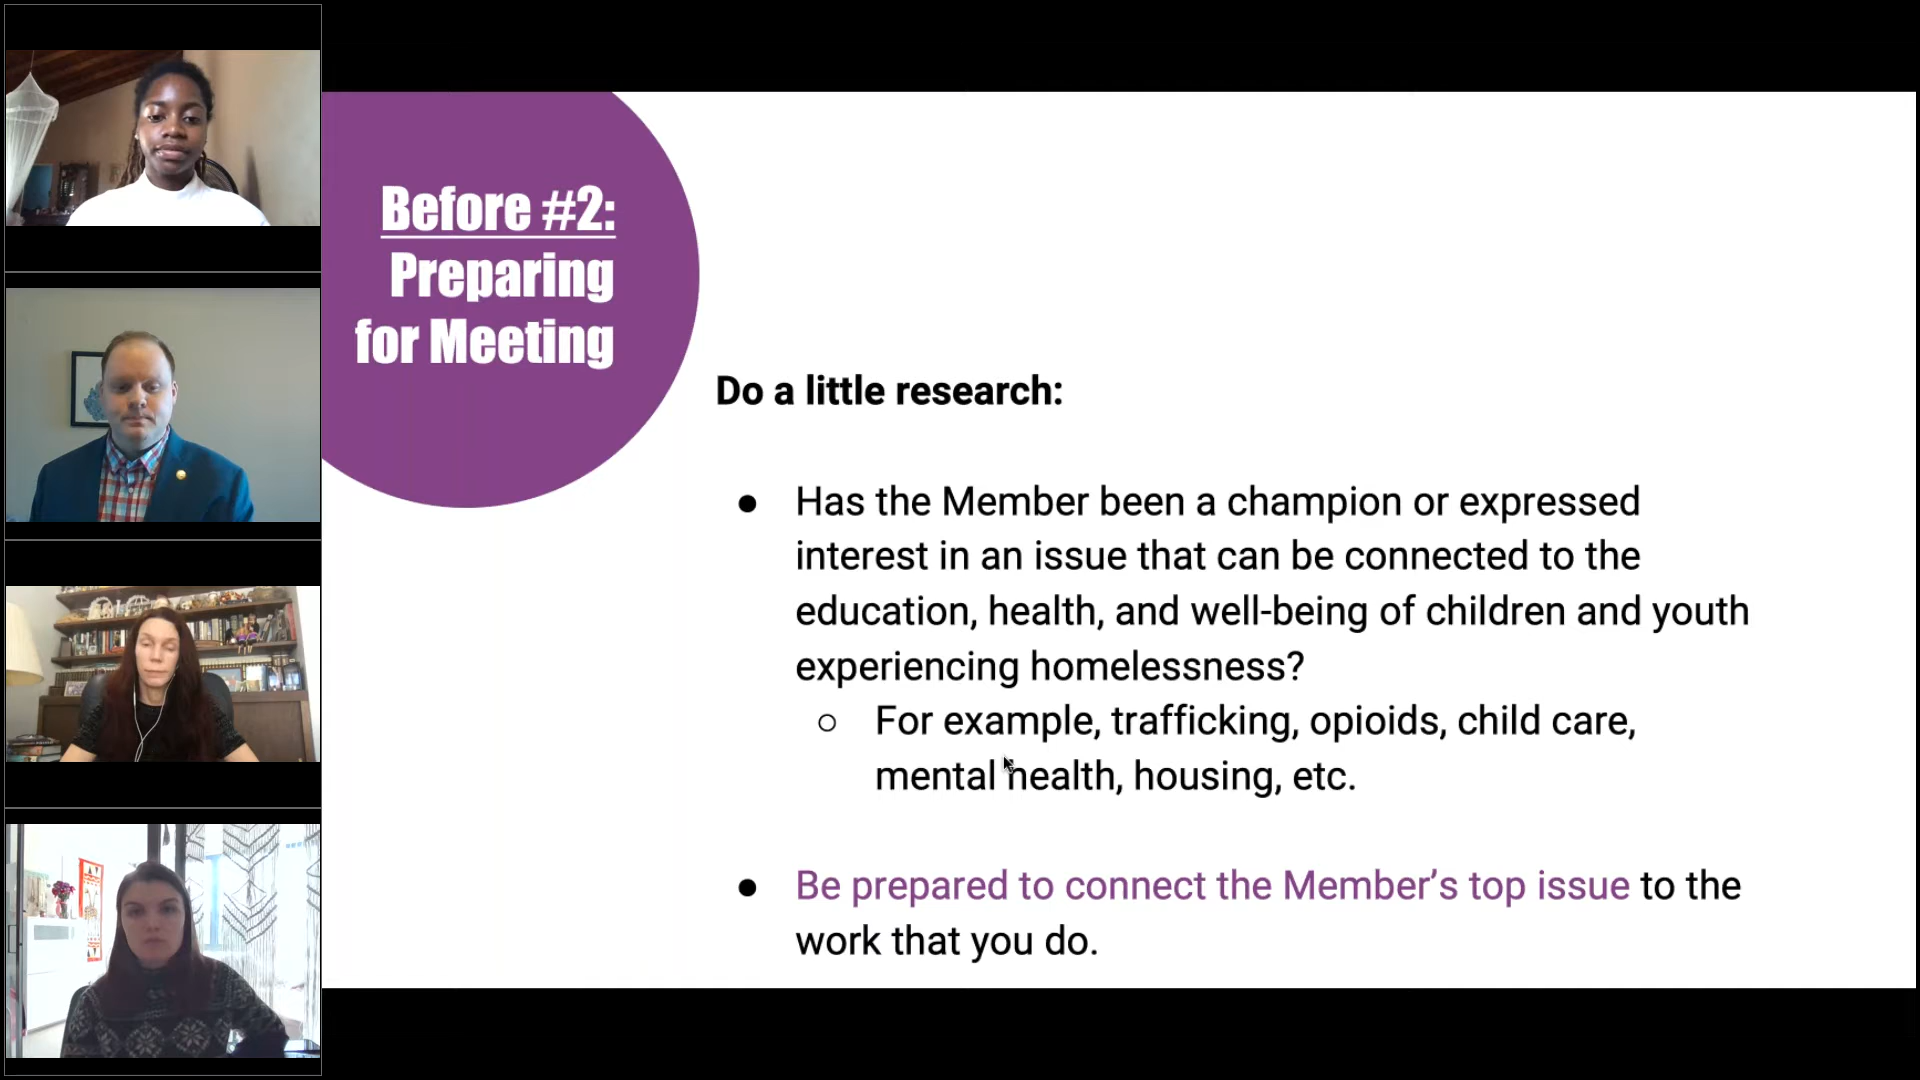 Before #2:
Preparing
for Meeting
Do a little research:
● Has the Member been a champion or expressed
interest in an issue that can be connected to the
education, health, and well-being of children and youth
experiencing homelessness?
○ For example, trafficking, opioids, child care,
mental health, housing, etc.
● Be prepared to connect the Member’s top issue to the
work that you do.